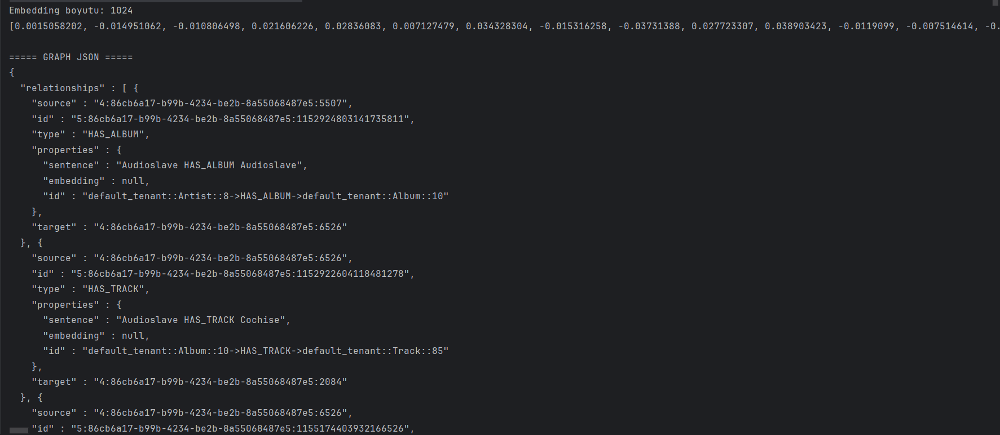 Embedding boyutu: 1024
[0.0015058202, -0.014951062, -0.010806498, 0.021606226, 0.02836083, 0.007127479, 0.034328304, -0.015316258, -0.03731388, 0.027723307, 0.038903423, -0.0119099, -0.007514614, -0.
===== GRAPH JSON =====
{
  "relationships" : [ {
    "source" : "4:86cb6a17-b99b-4234-be2b-8a55068487e5:5507",
    "id" : "5:86cb6a17-b99b-4234-be2b-8a55068487e5:1152924803141735811",
    "type" : "HAS_ALBUM",
    "properties" : {
      "sentence" : "Audioslave HAS_ALBUM Audioslave",
      "embedding" : null,
      "id" : "default_tenant::Artist::8->HAS_ALBUM->default_tenant::Album::10"
    },
    "target" : "4:86cb6a17-b99b-4234-be2b-8a55068487e5:6526"
  }, {
    "source" : "4:86cb6a17-b99b-4234-be2b-8a55068487e5:6526",
    "id" : "5:86cb6a17-b99b-4234-be2b-8a55068487e5:1152922604118481278",
    "type" : "HAS_TRACK",
    "properties" : {
      "sentence" : "Audioslave HAS_TRACK Cochise",
      "embedding" : null,
      "id" : "default_tenant::Album::10->HAS_TRACK->default_tenant::Track::85"
    },
    "target" : "4:86cb6a17-b99b-4234-be2b-8a55068487e5:2084"
  }, {
    "source" : "4:86cb6a17-b99b-4234-be2b-8a55068487e5:6526",
    "id" : "5:86cb6a17-b99b-4234-be2b-8a55068487e5:1155174403932166526",